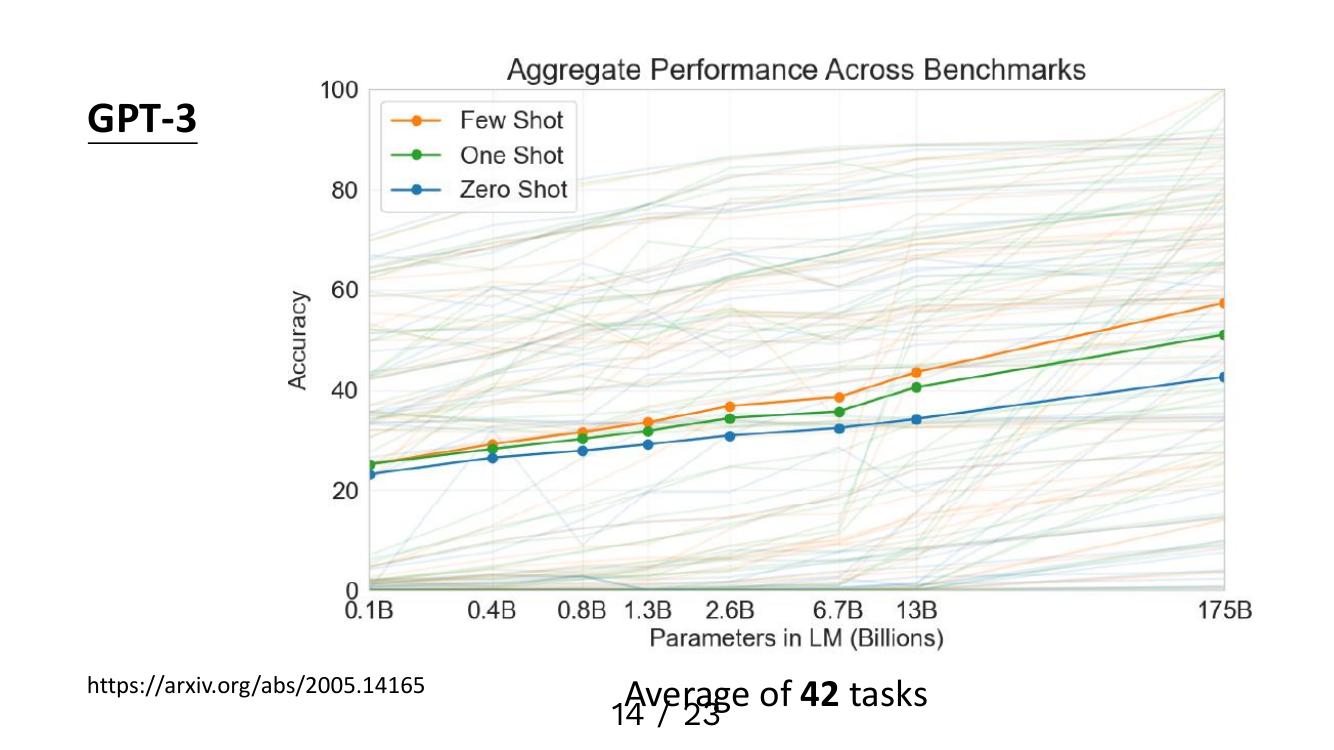 GPT-3
Aggregate Performance Across Benchmarks
Few Shot
One Shot
Zero Shot
Accuracy
100
80
60
40
20
0
0.1B 0.4B 0.8B 1.3B 2.6B 6.7B 13B 175B
Parameters in LM (Billions)
https://arxiv.org/abs/2005.14165
Average of 42 tasks
14 / 23